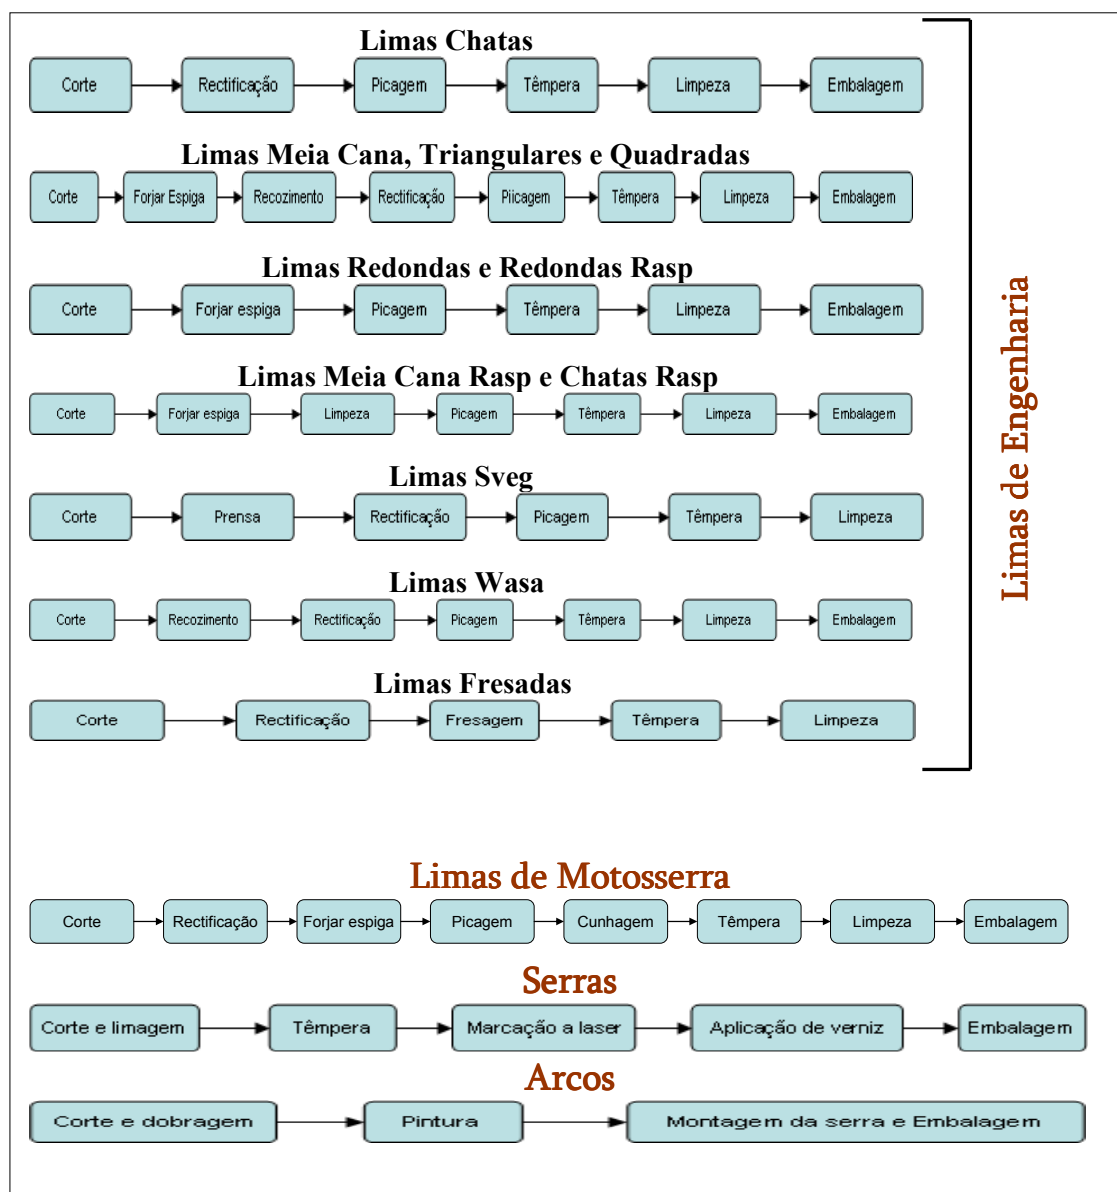 Limas Chatas
Corte Rectificação Picagem Têmpera Limpeza Embalagem
Limas Meia Cana, Triangulares e Quadradas
Corte Forjar Espiga Recozimento Rectificação Piicagem Têmpera Limpeza Embalagem
Limas Redondas e Redondas Rasp
Corte Forjar espiga Picagem Têmpera Limpeza Embalagem
Limas Meia Cana Rasp e Chatas Rasp
Corte Forjar espiga Limpeza Picagem Têmpera Limpeza Embalagem
Limas Sveg
Corte Prensa Rectificação Picagem Têmpera Limpeza
Limas Wasa
Corte Recozimento Rectificação Picagem Têmpera Limpeza Embalagem
Limas Fresadas
Corte Rectificação Fresagem Têmpera Limpeza
Limas de Engenharia
Limas de Motosserra
Corte Rectificação Forjar espiga Picagem Cunhagem Têmpera Limpeza Embalagem
Serras
Corte e limagem Têmpera Marcação a laser Aplicação de verniz Embalagem
Arcos
Corte e dobragem Pintura Montagem da serra e Embalagem